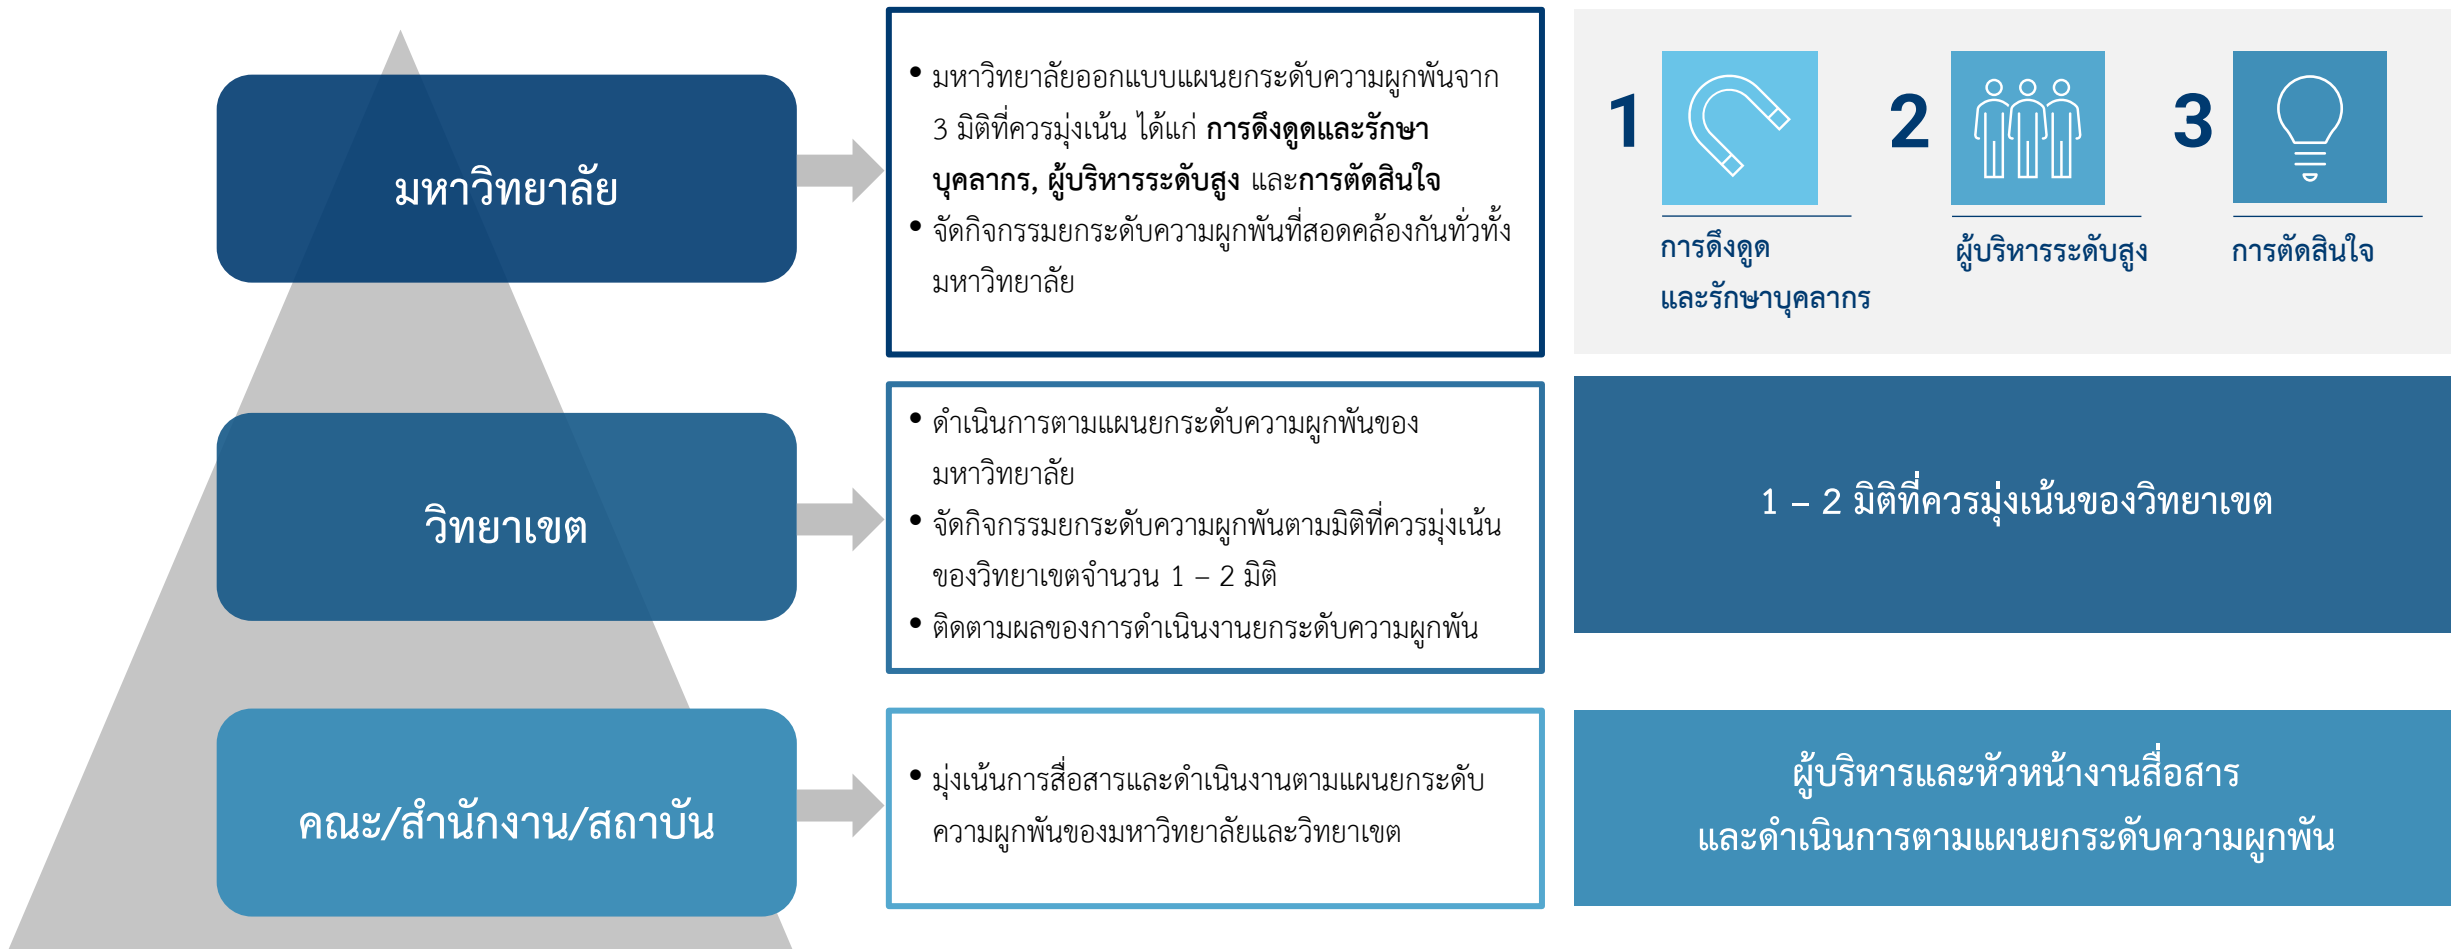 มหาวิทยาลัย
• มหาวิทยาลัยออกแบบแผนยกระดับความผูกพันจาก
3 มิติที่ควรมุ่งเน้น ได้แก่ การดึงดูดและรักษา
บุคลากร, ผู้บริหารระดับสูง และการตัดสินใจ
• จัดกิจกรรมยกระดับความผูกพันที่สอดคล้องกันทั่วทั้ง
มหาวิทยาลัย
1
การดึงดูด
และรักษาบุคลากร
2
ผู้บริหารระดับสูง
3
การตัดสินใจ
วิทยาเขต
• ดำเนินการตามแผนยกระดับความผูกพันของ
มหาวิทยาลัย
• จัดกิจกรรมยกระดับความผูกพันตามมิติที่ควรมุ่งเน้น
ของวิทยาเขตจำนวน 1 – 2 มิติ
• ติดตามผลของการดำเนินงานยกระดับความผูกพัน
1 – 2 มิติที่ควรมุ่งเน้นของวิทยาเขต
คณะ/สำนักงาน/สถาบัน
• มุ่งเน้นการสื่อสารและดำเนินงานตามแผนยกระดับ
ความผูกพันของมหาวิทยาลัยและวิทยาเขต
ผู้บริหารและหัวหน้างานสื่อสาร
และดำเนินการตามแผนยกระดับความผูกพัน